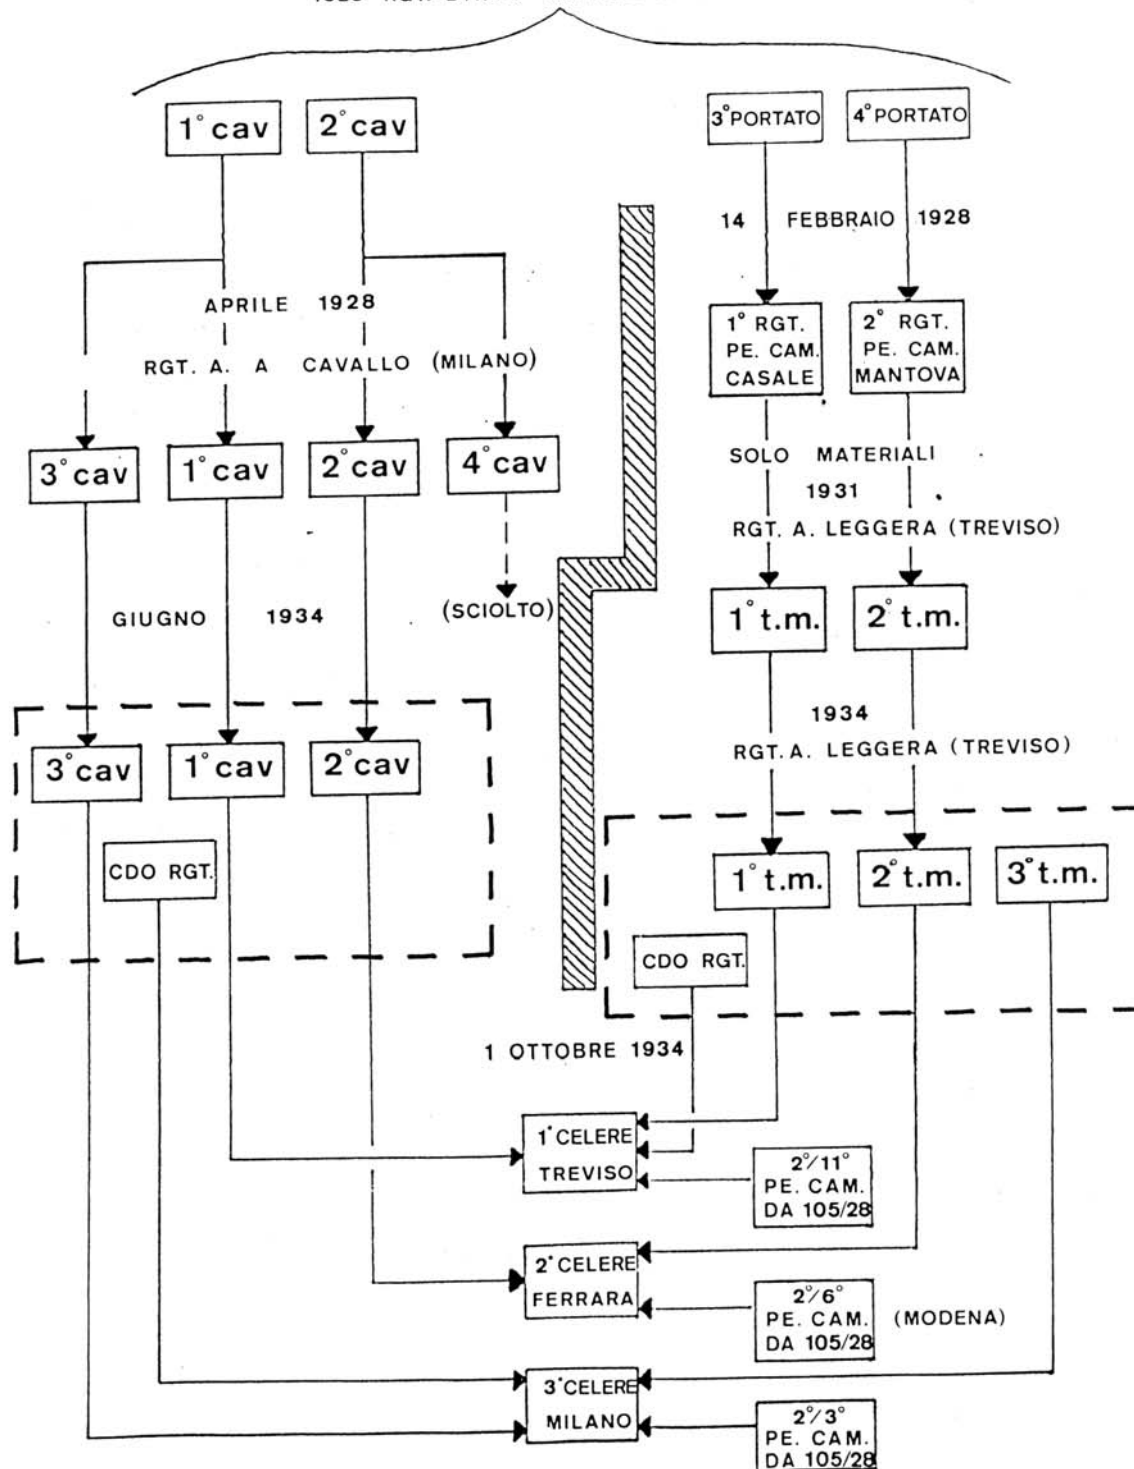 1° cav
2° cav
3° PORTATO
4° PORTATO
14 FEBBRAIO 1928
APRILE 1928
RGT. A. A CAVALLO (MILANO)
1° RGT.
PE. CAM.
CASALE
2° RGT.
PE. CAM.
MANTOVA
3° cav
1° cav
2° cav
4° cav
SOLO MATERIALI
1931
RGT. A. LEGGERA (TREVISO)
GIUGNO 1934
(SCIOLTO)
1° t.m.
2° t.m.
1934
RGT. A. LEGGERA (TREVISO)
3° cav
1° cav
2° cav
CDO RGT.
1° t.m.
2° t.m.
3° t.m.
CDO RGT.
1 OTTOBRE 1934
1° CELERE
TREVISO
2°/11°
PE. CAM.
DA 105/28
2° CELERE
FERRARA
2°/6°
PE. CAM.
DA 105/28
(MODENA)
3° CELERE
MILANO
2°/3°
PE. CAM.
DA 105/28